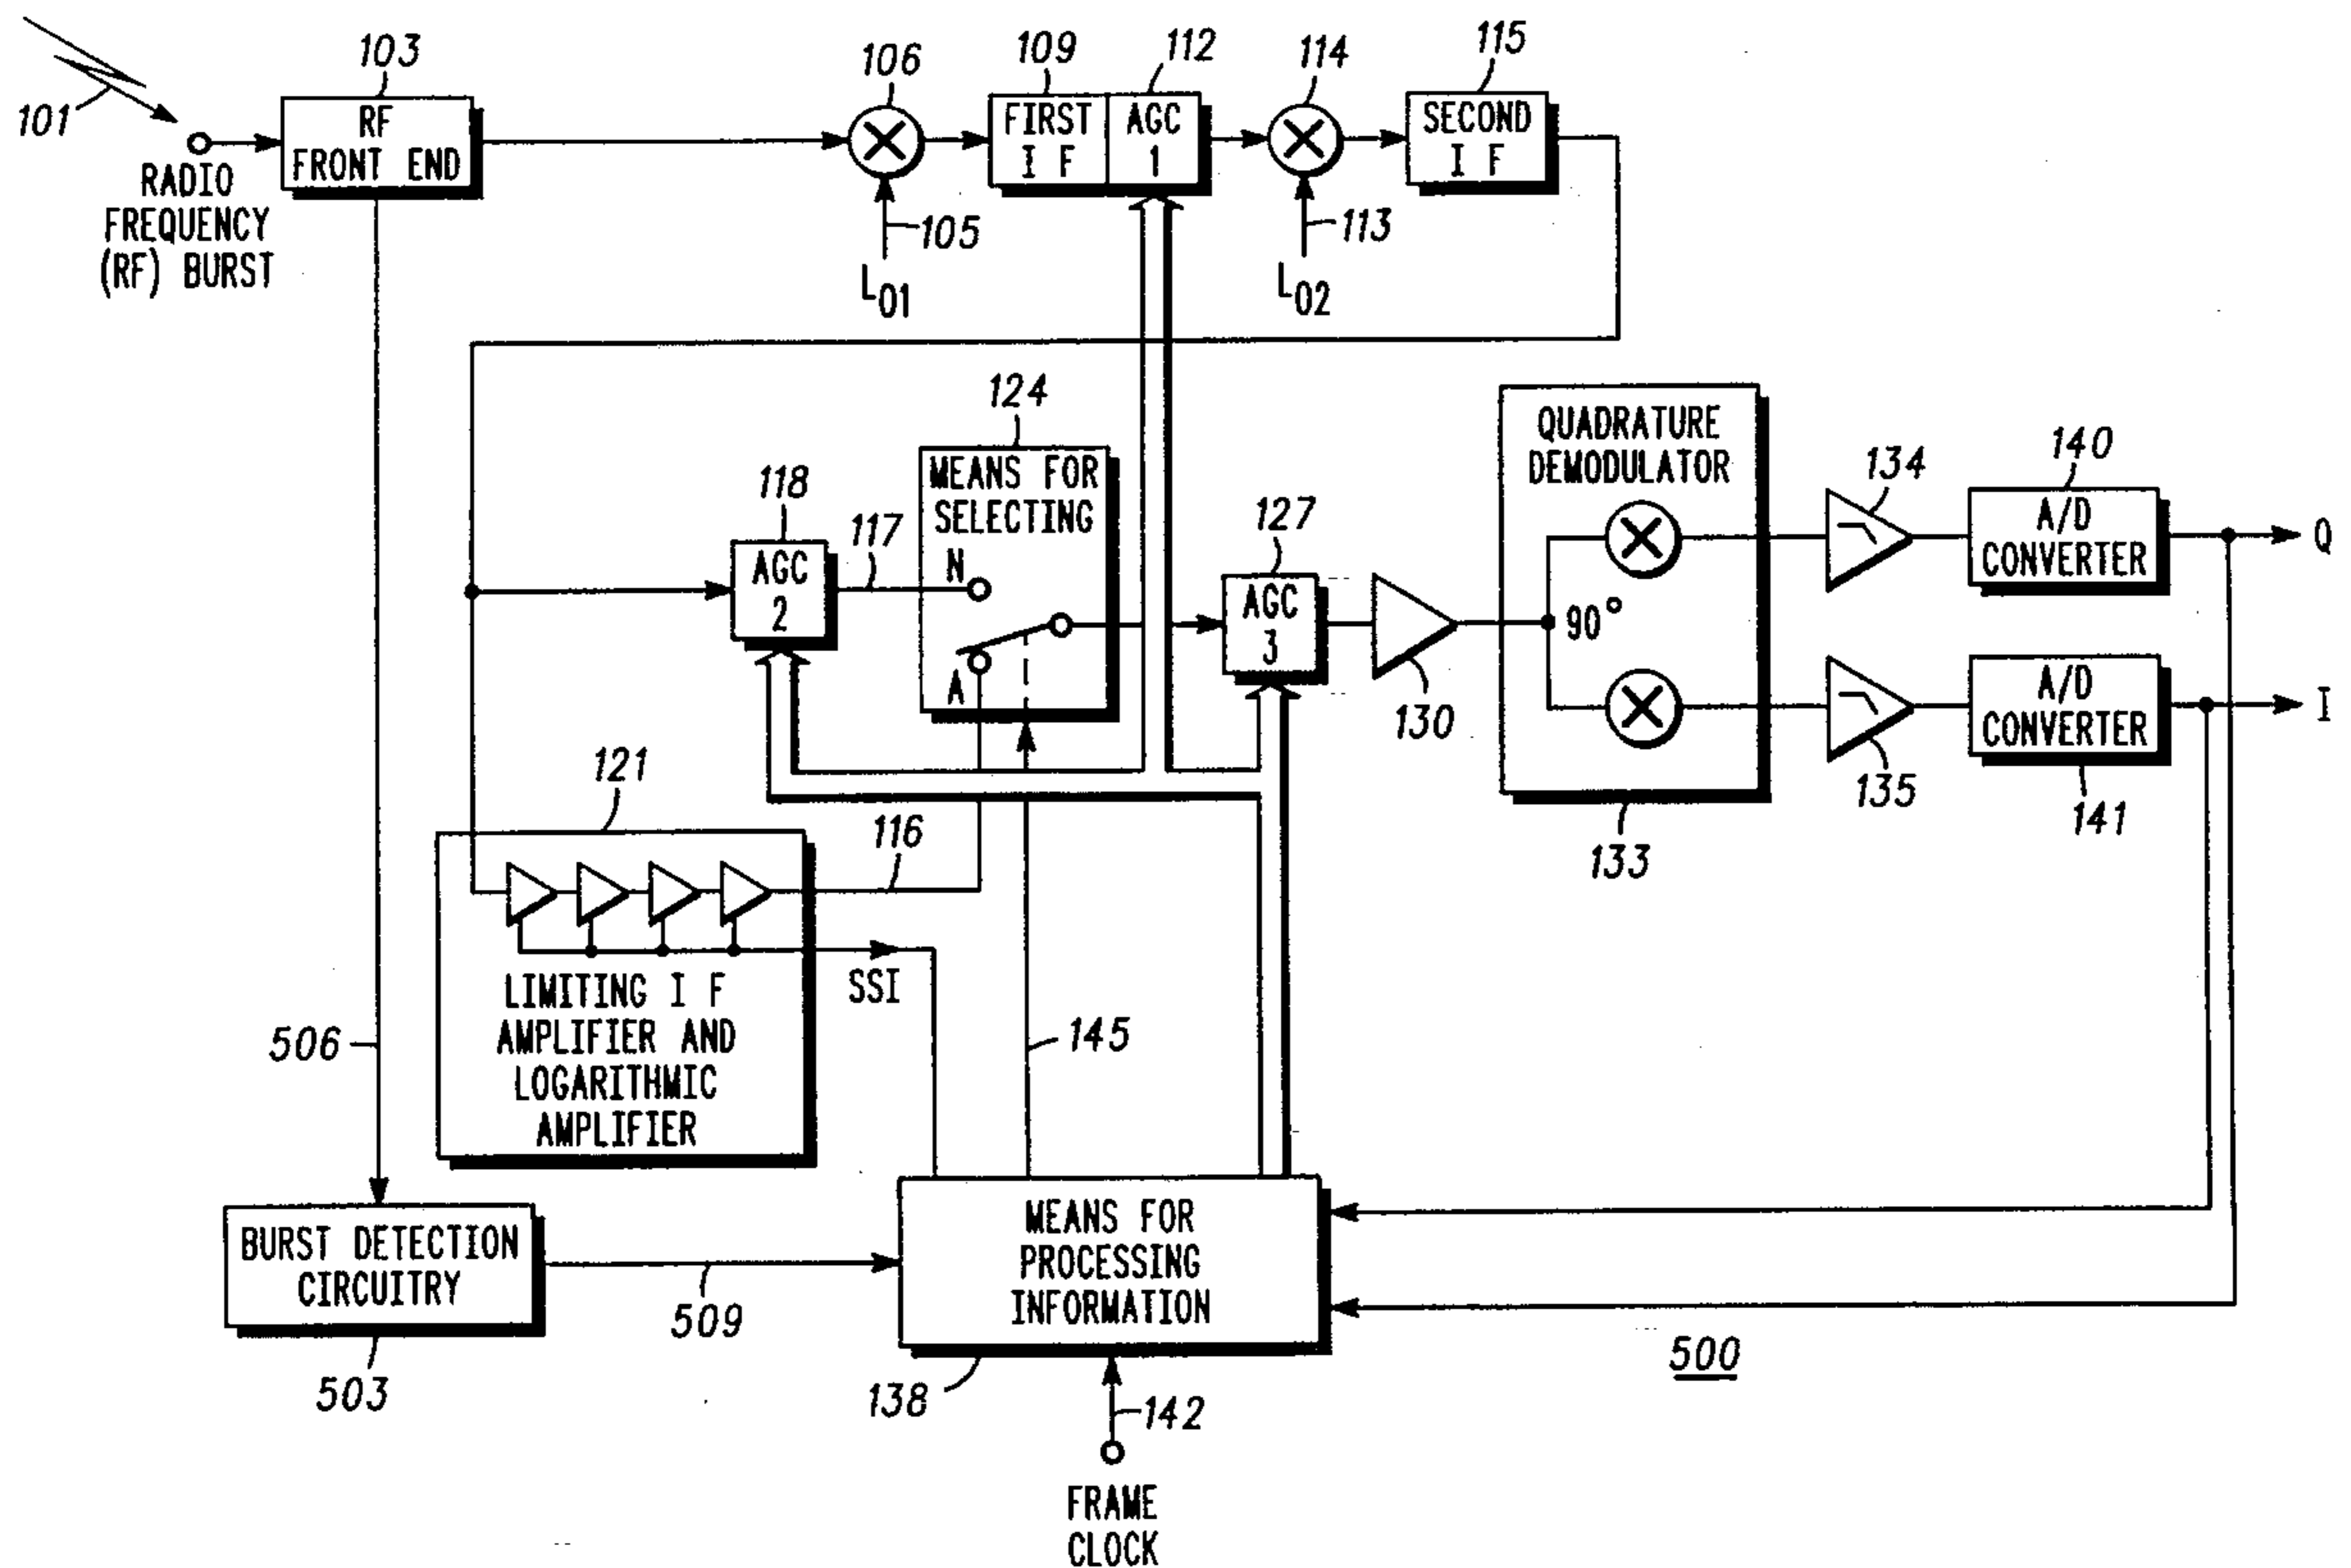 101
RADIO
FREQUENCY
(RF) BURST
103
RF
FRONT END
106
105
L01
109
FIRST
I F
112
AGC
1
114
113
L02
115
SECOND
I F
118
AGC
2
117
124
MEANS FOR
SELECTING
N
A
127
AGC
3
130
QUADRATURE
DEMODULATOR
90°
133
134
135
140
A/D
CONVERTER
Q
A/D
CONVERTER
141
I
121
116
SSI
LIMITING I F
AMPLIFIER AND
LOGARITHMIC
AMPLIFIER
506
145
BURST DETECTION
CIRCUITRY
503
509
MEANS FOR
PROCESSING
INFORMATION
138
142
FRAME
CLOCK
500